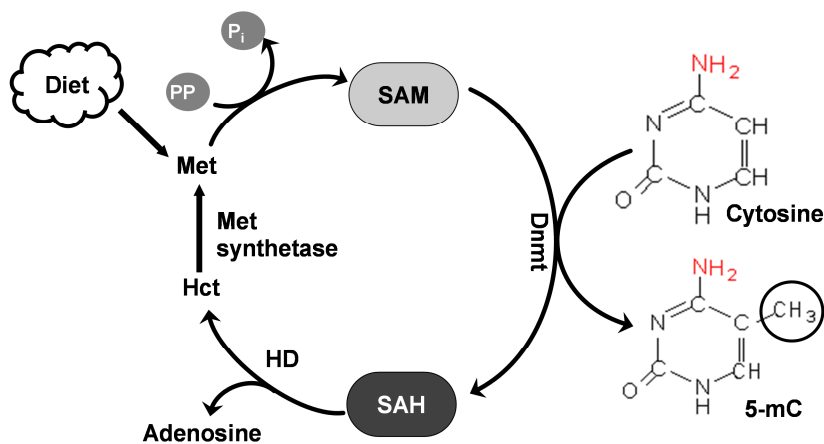 Diet
P i
PP
SAM
Met
Met
synthetase
Hct
HD
Adenosine
SAH
Dnmt
NH2
C
N
CH
C
CH
O
N
H
Cytosine
NH2
C
CH3
N
C
C
CH
O
N
H
5-mC